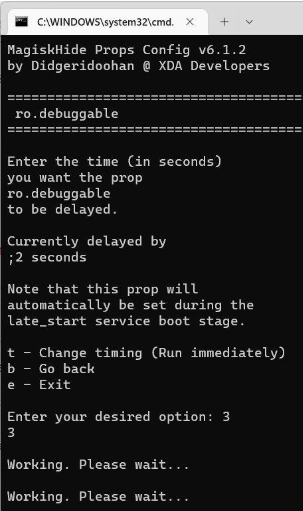 C:\WINDOWS\system32\cmd.
MagiskHide Props Config v6.1.2
by Didgeridoohan @ XDA Developers
=====================================
ro.debuggable
=====================================
Enter the time (in seconds)
you want the prop
ro.debuggable
to be delayed.
Currently delayed by
;2 seconds
Note that this prop will
automatically be set during the
late_start service boot stage.
t - Change timing (Run immediately)
b - Go back
e - Exit
Enter your desired option: 3
3
Working. Please wait...
Working. Please wait...